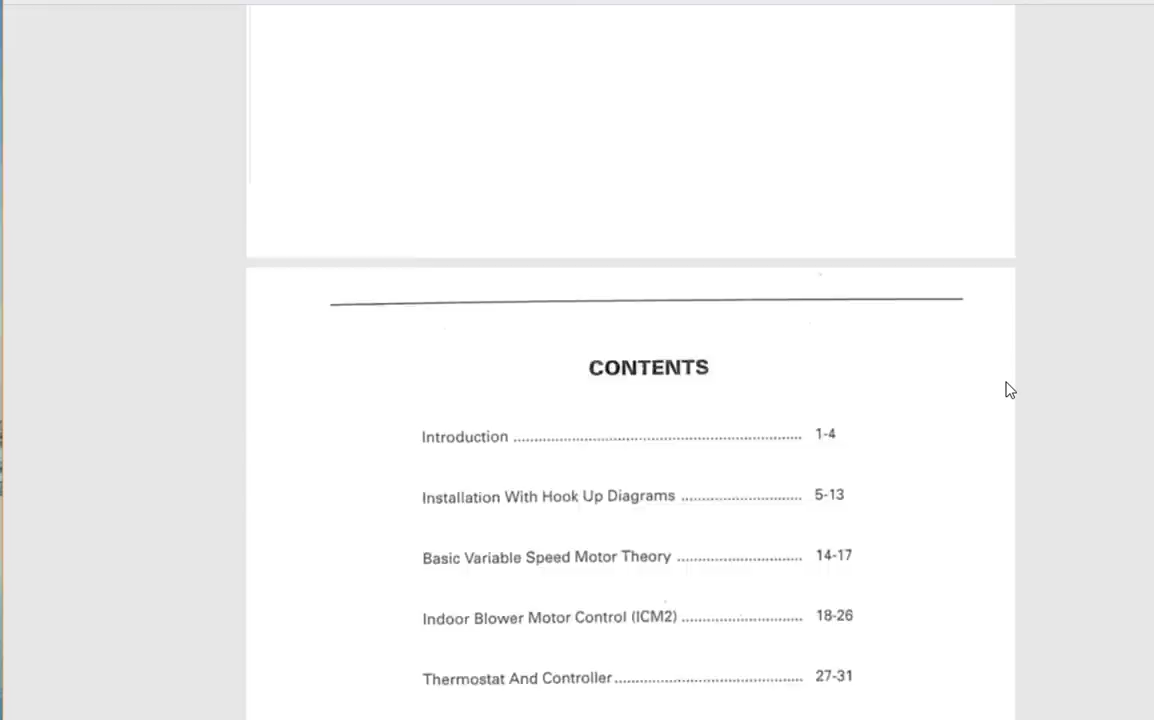 CONTENTS
Introduction ........................................................................ 1-4
Installation With Hook Up Diagrams ............................. 5-13
Basic Variable Speed Motor Theory .............................. 14-17
Indoor Blower Motor Control (ICM2) ............................. 18-26
Thermostat And Controller ............................................. 27-31